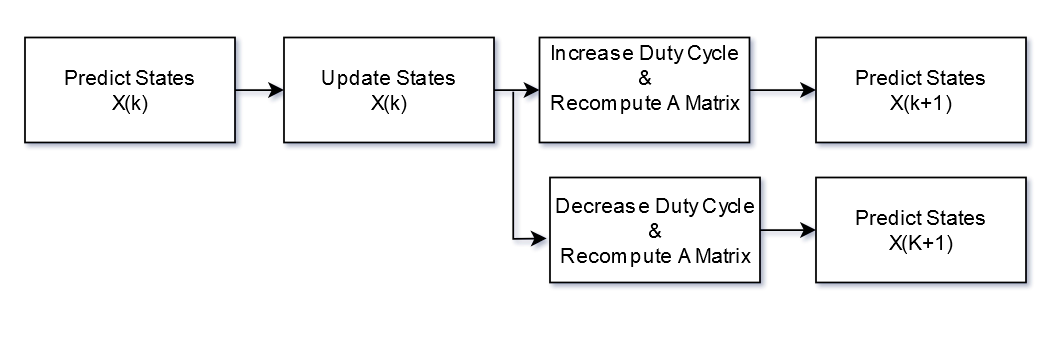 Predict States
X(k)
Update States
X(k)
Increase Duty Cycle
&
Recompute A Matrix
Predict States
X(k+1)
Decrease Duty Cycle
&
Recompute A Matrix
Predict States
X(K+1)